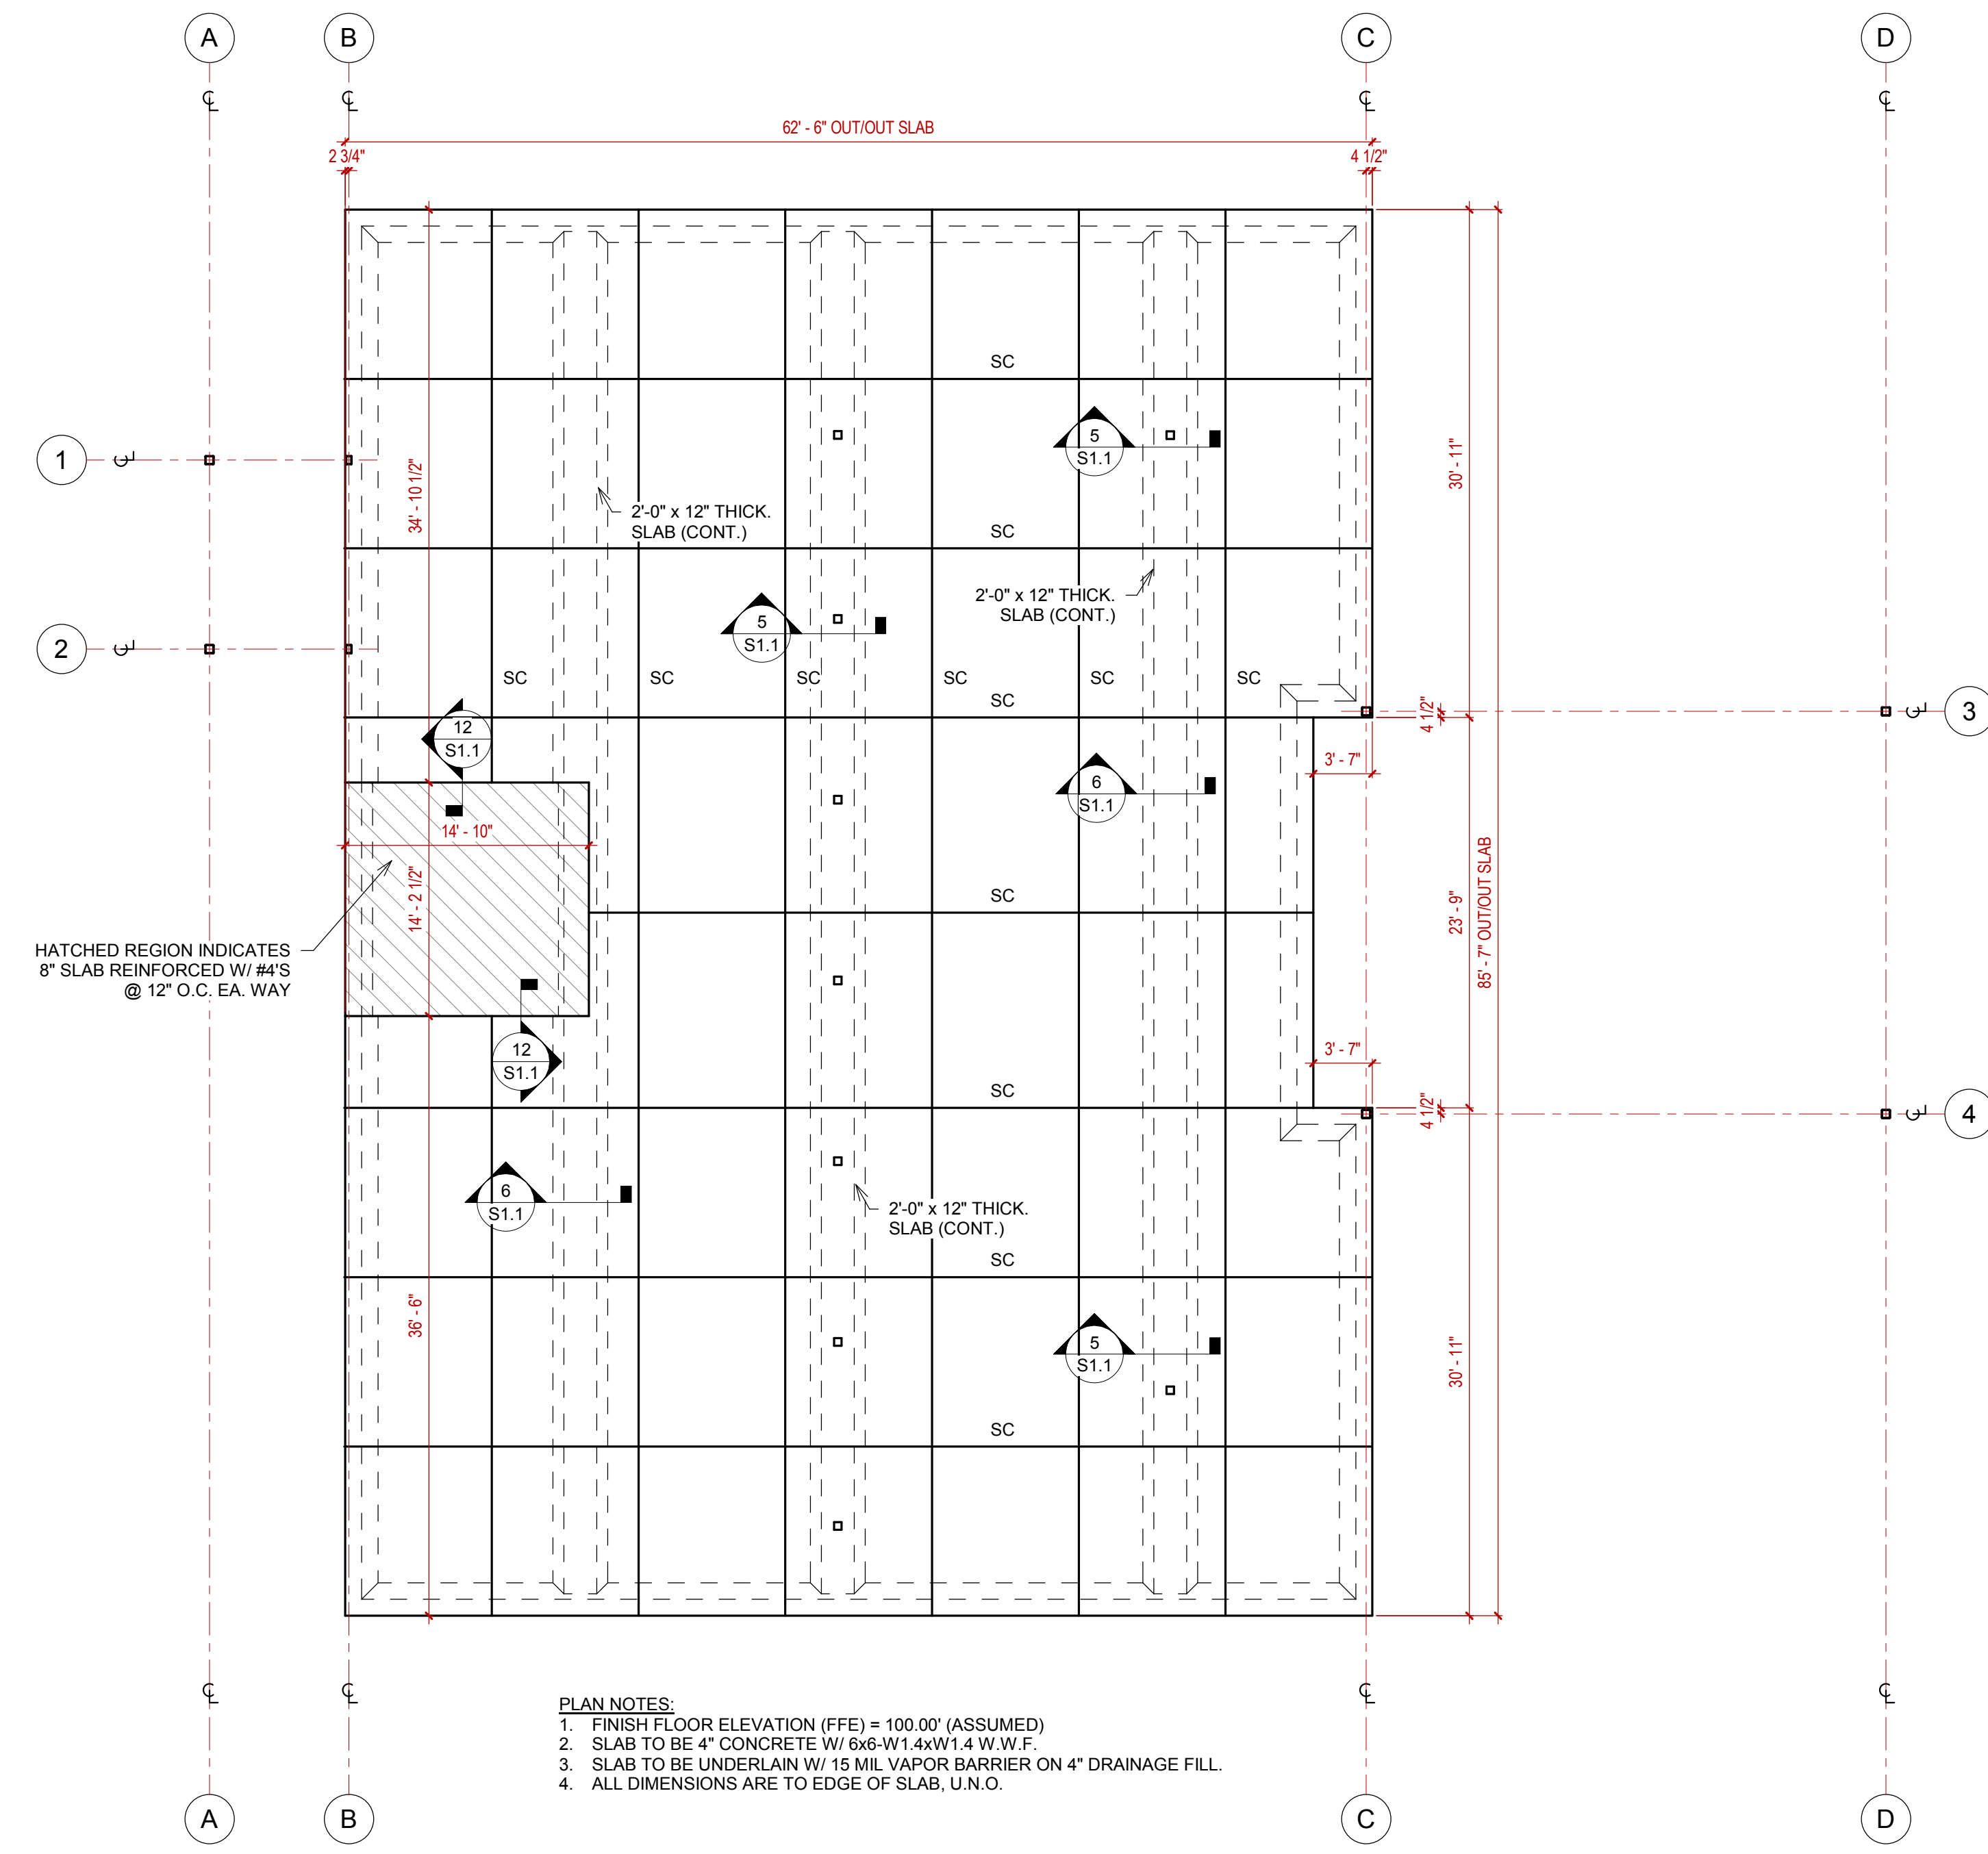 A B C D
℄ ℄ ℄ ℄
62' - 6" OUT/OUT SLAB
2 3/4" 4 1/2"
SC
5
S1.1
1 ℄
34' - 10 1/2"
30' - 11"
2'-0" x 12" THICK.
SLAB (CONT.)
SC
2'-0" x 12" THICK.
SLAB (CONT.)
5
S1.1
2 ℄
SC SC SC SC SC SC
SC
4 1/2"
℄ 3
12
S1.1
3' - 7"
6
S1.1
14' - 10"
14' - 2 1/2"
SC
23' - 9"
85' - 7" OUT/OUT SLAB
HATCHED REGION INDICATES
8" SLAB REINFORCED W/ #4'S
@ 12" O.C. EA. WAY
12
S1.1
3' - 7"
SC
4 1/2"
℄ 4
6
S1.1
2'-0" x 12" THICK.
SLAB (CONT.)
SC
36' - 6"
5
S1.1
30' - 11"
SC
℄ ℄ ℄ ℄
PLAN NOTES:
1. FINISH FLOOR ELEVATION (FFE) = 100.00' (ASSUMED)
2. SLAB TO BE 4" CONCRETE W/ 6x6-W1.4xW1.4 W.W.F.
3. SLAB TO BE UNDERLAIN W/ 15 MIL VAPOR BARRIER ON 4" DRAINAGE FILL.
4. ALL DIMENSIONS ARE TO EDGE OF SLAB, U.N.O.
A B C D